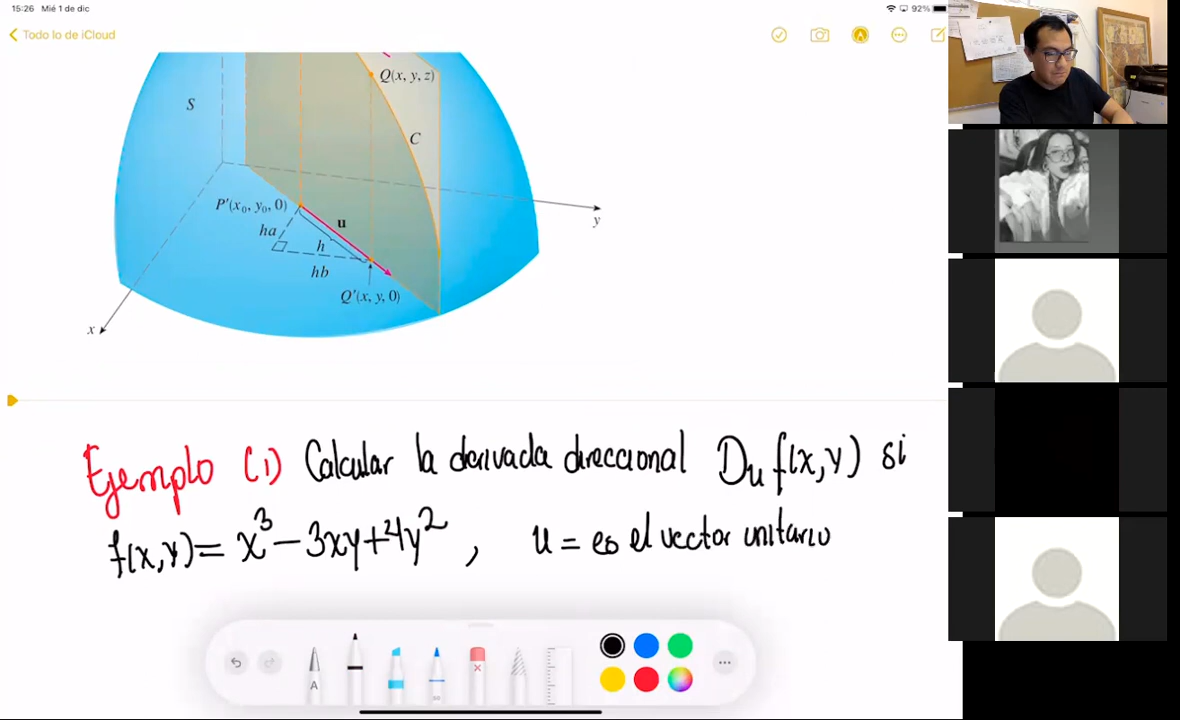 15:26 Mié 1 de dic
92%
Todo lo de iCloud
Q(x, y, z)
S
C
P'(x₀, y₀, 0)
u
y
ha
h
hb
Q'(x, y, 0)
x
Ejemplo (1) Calcular la derivada direccional Du f(x,y) si
f(x,y) = x³ - 3xy + 4y² , u = es el vector unitario
A